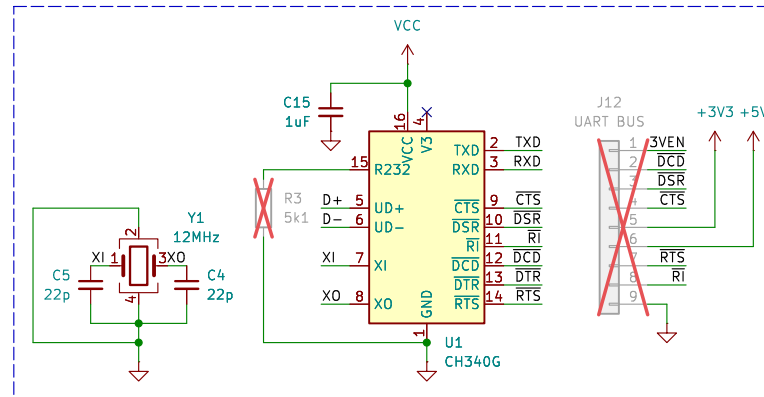 VCC
C15
1uF
16
4
VCC
V3
15
R232
TXD
2
TXD
RXD
3
RXD
R3
5k1
D+
5
UD+
D-
6
UD-
CTS
9
CTS
DSR
10
DSR
RI
11
RI
DCD
12
DCD
DTR
13
DTR
RTS
14
RTS
XI
7
XI
XO
8
XO
GND
1
U1
CH340G
Y1
12MHz
2
XI
1
3
XO
4
C5
22p
C4
22p
J12
UART BUS
1
3VEN
2
DCD
3
DSR
4
CTS
5
6
7
RTS
8
RI
9
+3V3
+5V